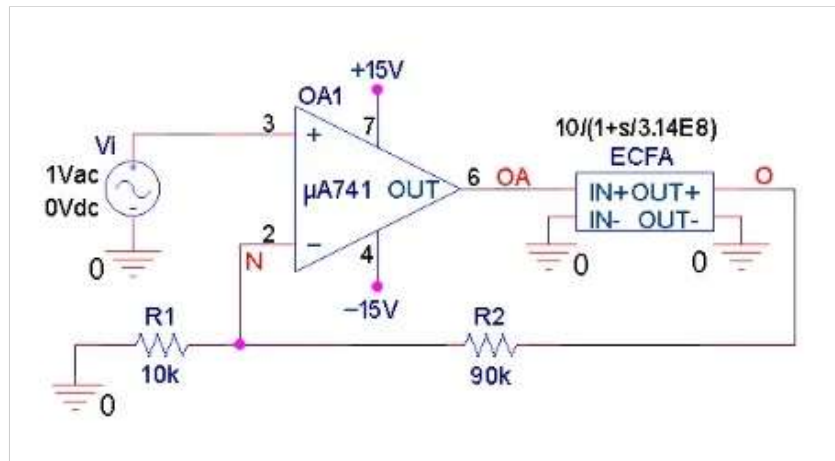 +15V
OA1
3
+
7
10/(1+s/3.14E8)
ECFA
Vi
1Vac
0Vdc
µA741
OUT
6
OA
IN+OUT+
IN- OUT-
O
2
−
N
4
0
0
0
−15V
R1
10k
R2
90k
0